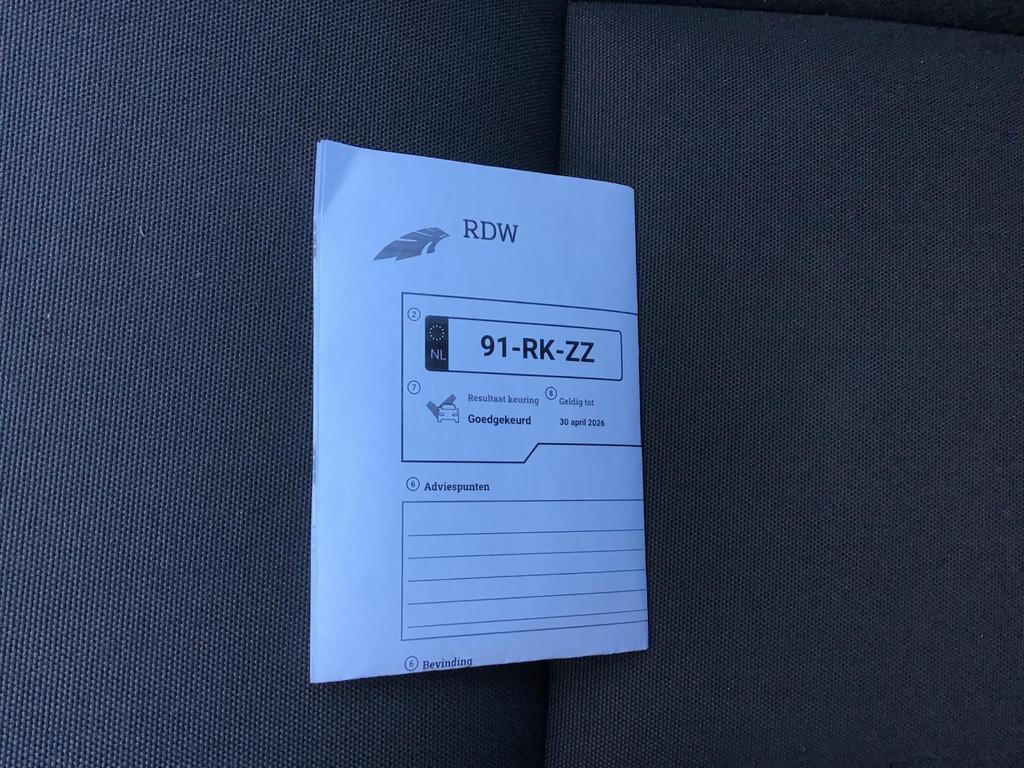 RDW
2
NL 91-RK-ZZ
7 Resultaat keuring 8 Geldig tot
Goedgekeurd 30 april 2026
6 Adviespunten
6 Bevinding